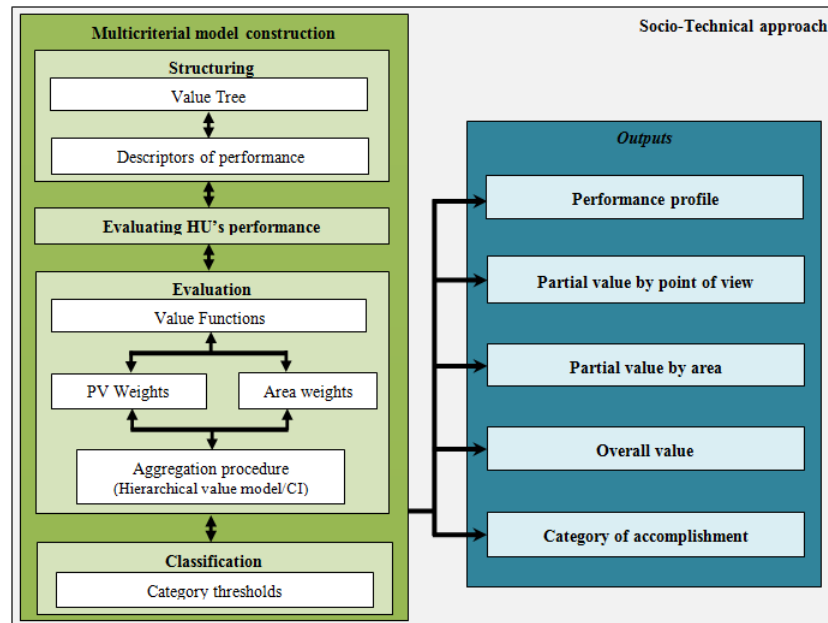 Socio-Technical approach
Multicriterial model construction
Structuring
Value Tree
Descriptors of performance
Evaluating HU's performance
Evaluation
Value Functions
PV Weights
Area weights
Aggregation procedure
(Hierarchical value model/CI)
Classification
Category thresholds
Outputs
Performance profile
Partial value by point of view
Partial value by area
Overall value
Category of accomplishment